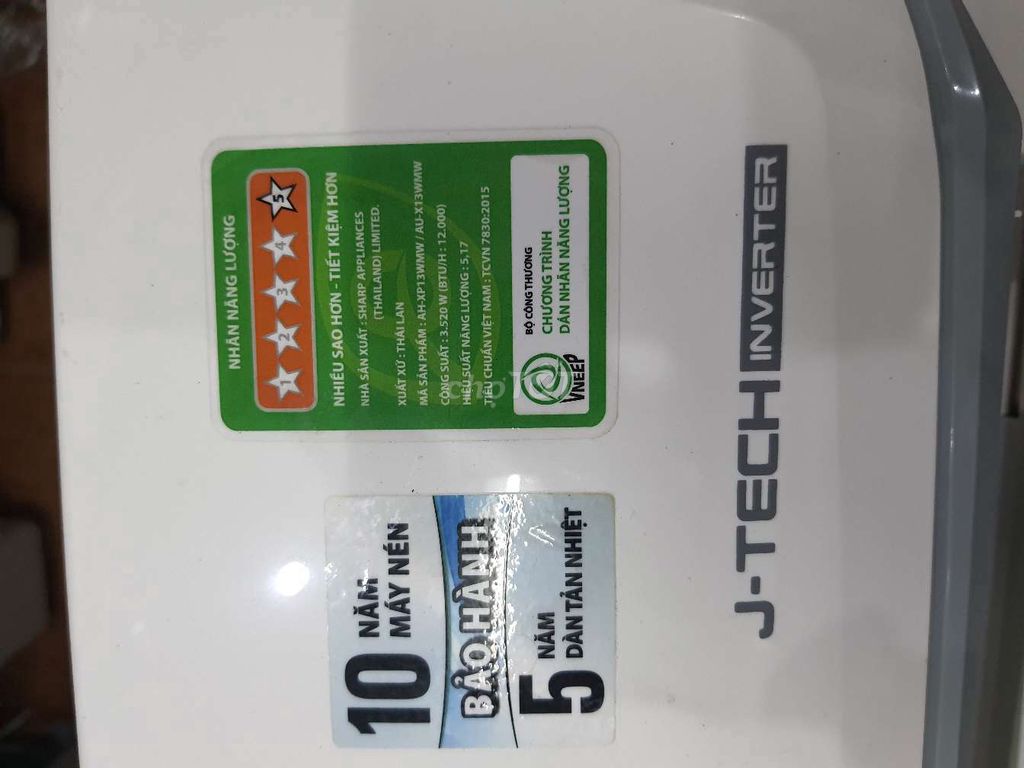 NHÃN NĂNG LƯỢNG
1 2 3 4 5
NHIỀU SAO HƠN - TIẾT KIỆM HƠN
NHÀ SẢN XUẤT : SHARP APPLIANCES
(THAILAND) LIMITED.
XUẤT XỨ : THÁI LAN
MÃ SẢN PHẨM : AH-XP13WMW / AU-X13WMW
CÔNG SUẤT : 3.520 W (BTU/H : 12.000)
HIỆU SUẤT NĂNG LƯỢNG : 5,17
TIÊU CHUẨN VIỆT NAM : TCVN 7830:2015
BỘ CÔNG THƯƠNG
CHƯƠNG TRÌNH
DÁN NHÃN NĂNG LƯỢNG
VNEEP
10 NĂM
MÁY NÉN
BẢO HÀNH
5 NĂM
DÀN TẢN NHIỆT
J-TECH INVERTER
chợTỐT